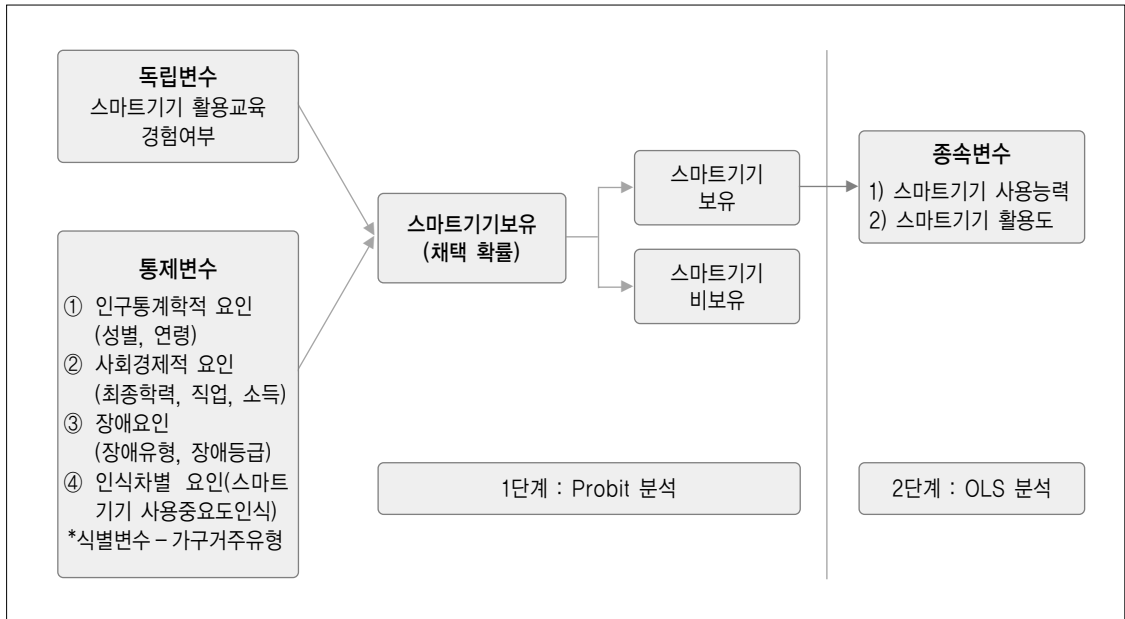 독립변수
스마트기기 활용교육
경험여부
통제변수
① 인구통계학적 요인
(성별, 연령)
② 사회경제적 요인
(최종학력, 직업, 소득)
③ 장애요인
(장애유형, 장애등급)
④ 인식차별 요인(스마트
기기 사용중요도인식)
*식별변수 – 가구거주유형
스마트기기보유
(채택 확률)
스마트기기
보유
스마트기기
비보유
종속변수
1) 스마트기기 사용능력
2) 스마트기기 활용도
1단계 : Probit 분석
2단계 : OLS 분석